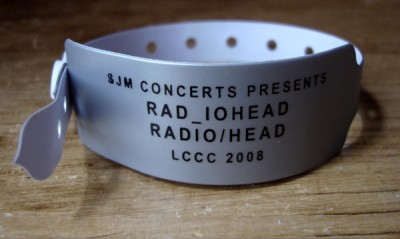 SJM CONCERTS PRESENTS
RAD_IOHEAD
RADIO/HEAD
LCCC 2008